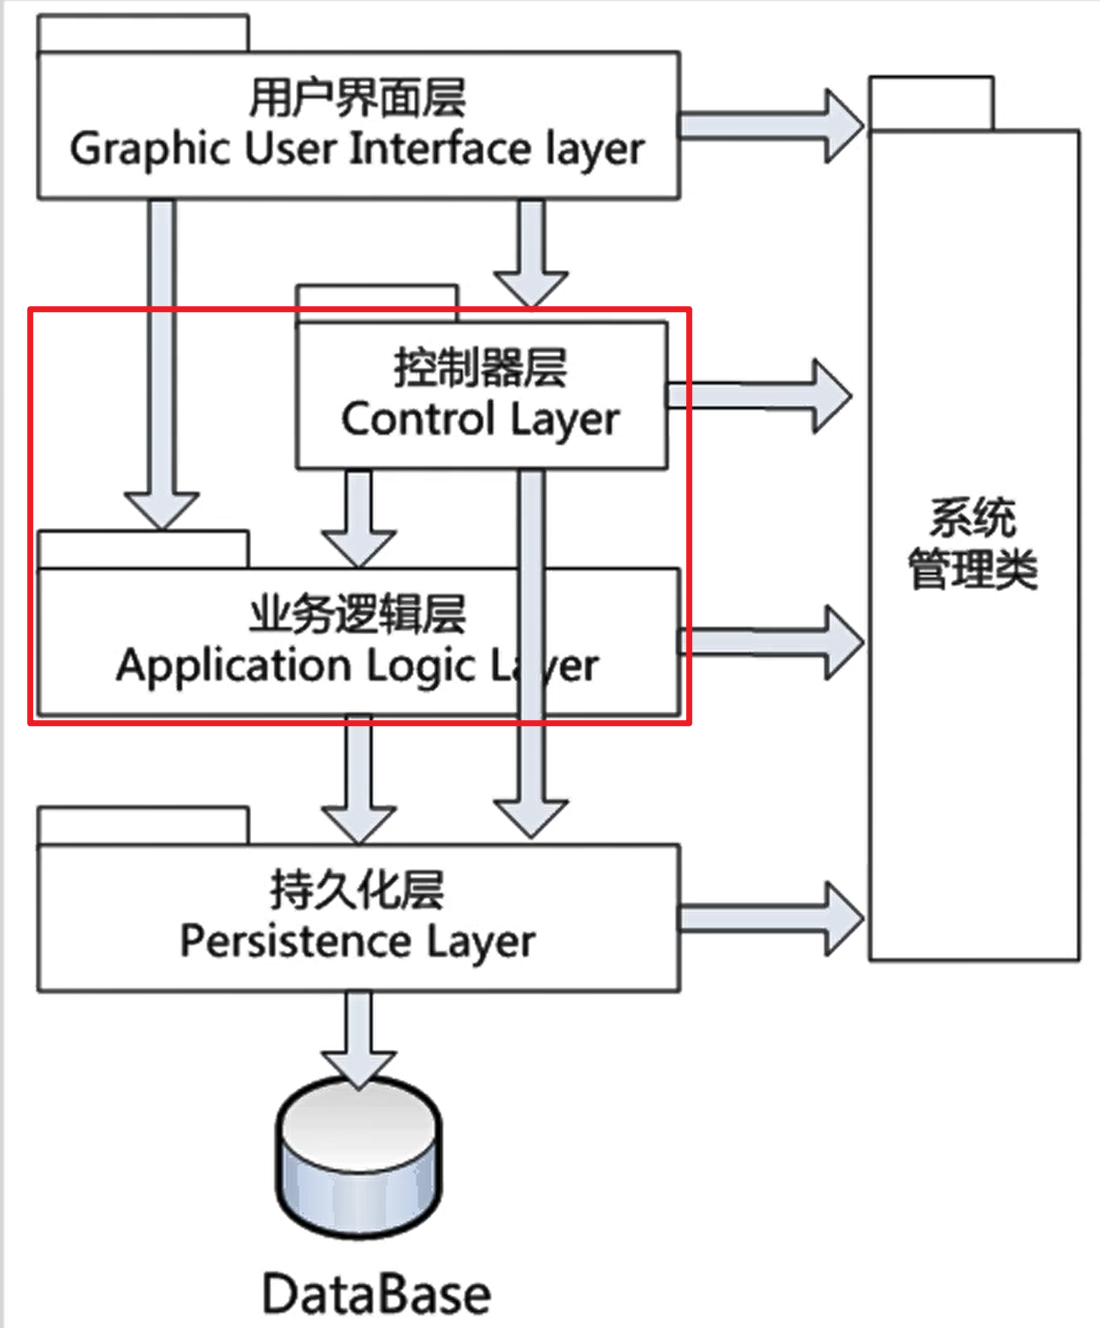 用户界面层
Graphic User Interface layer
控制器层
Control Layer
系统
管理类
业务逻辑层
Application Logic Layer
持久化层
Persistence Layer
DataBase